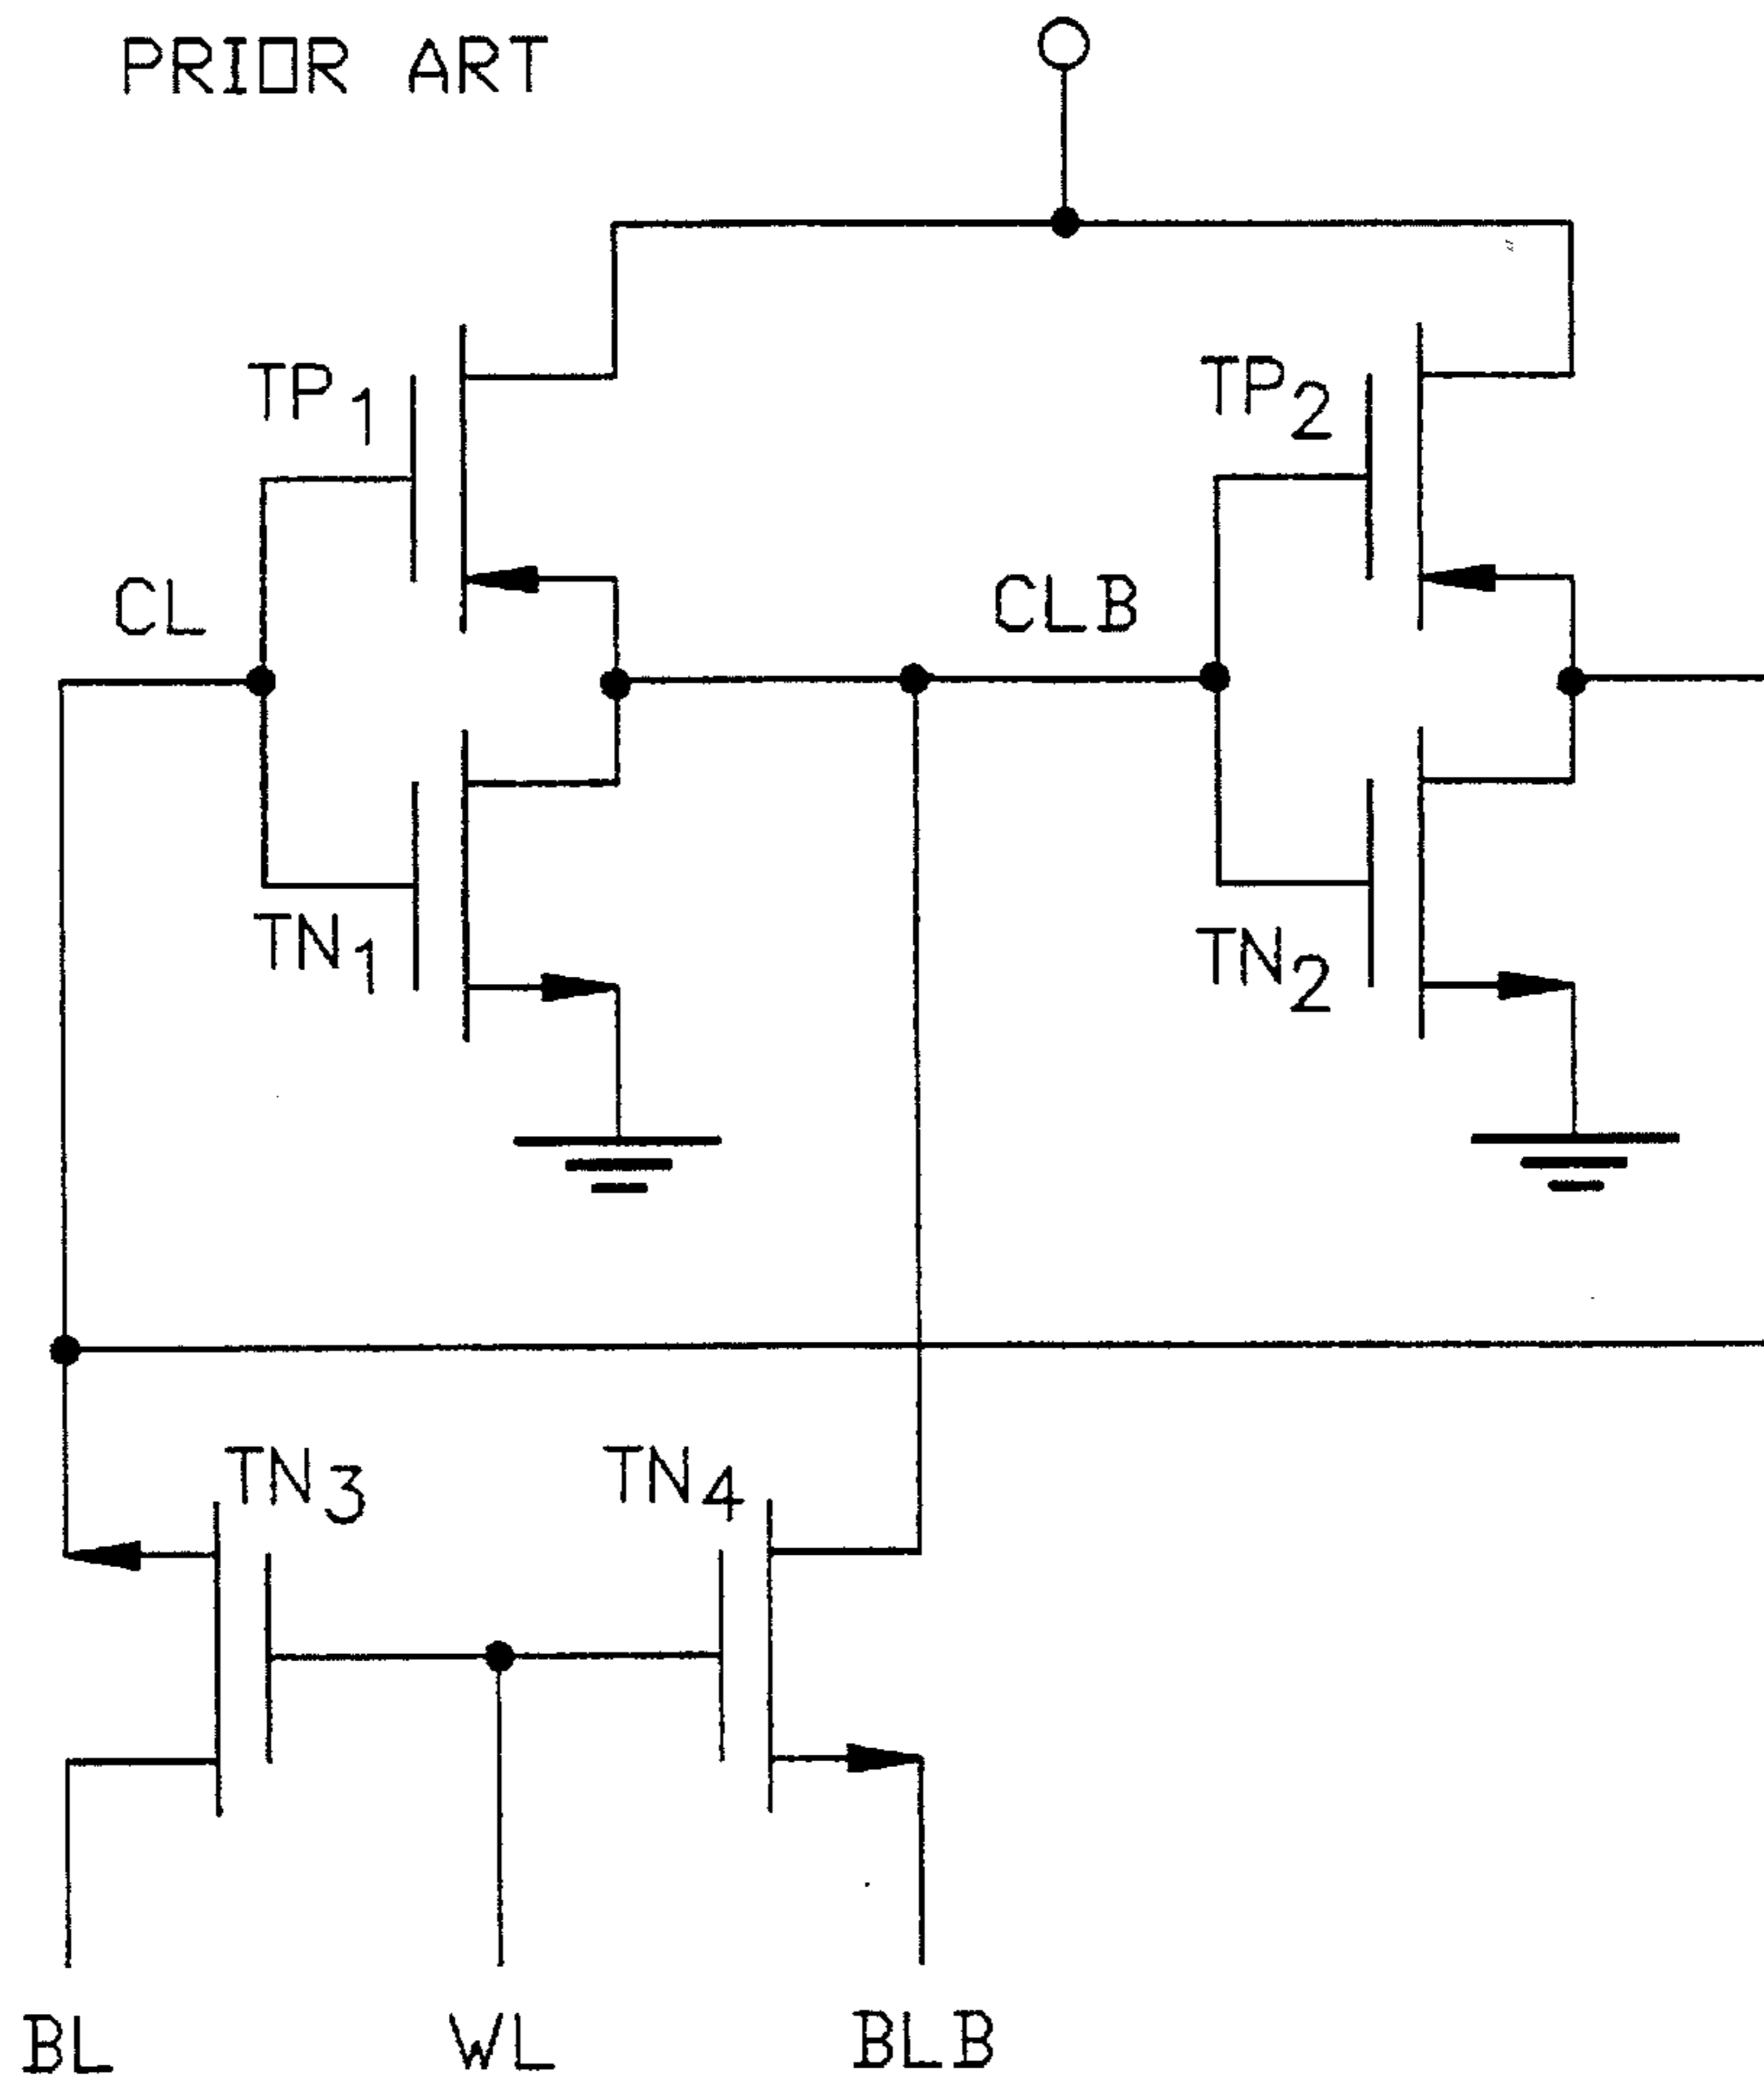 PRIOR ART
TP1
TP2
CL
CLB
TN1
TN2
TN3
TN4
BL
WL
BLB